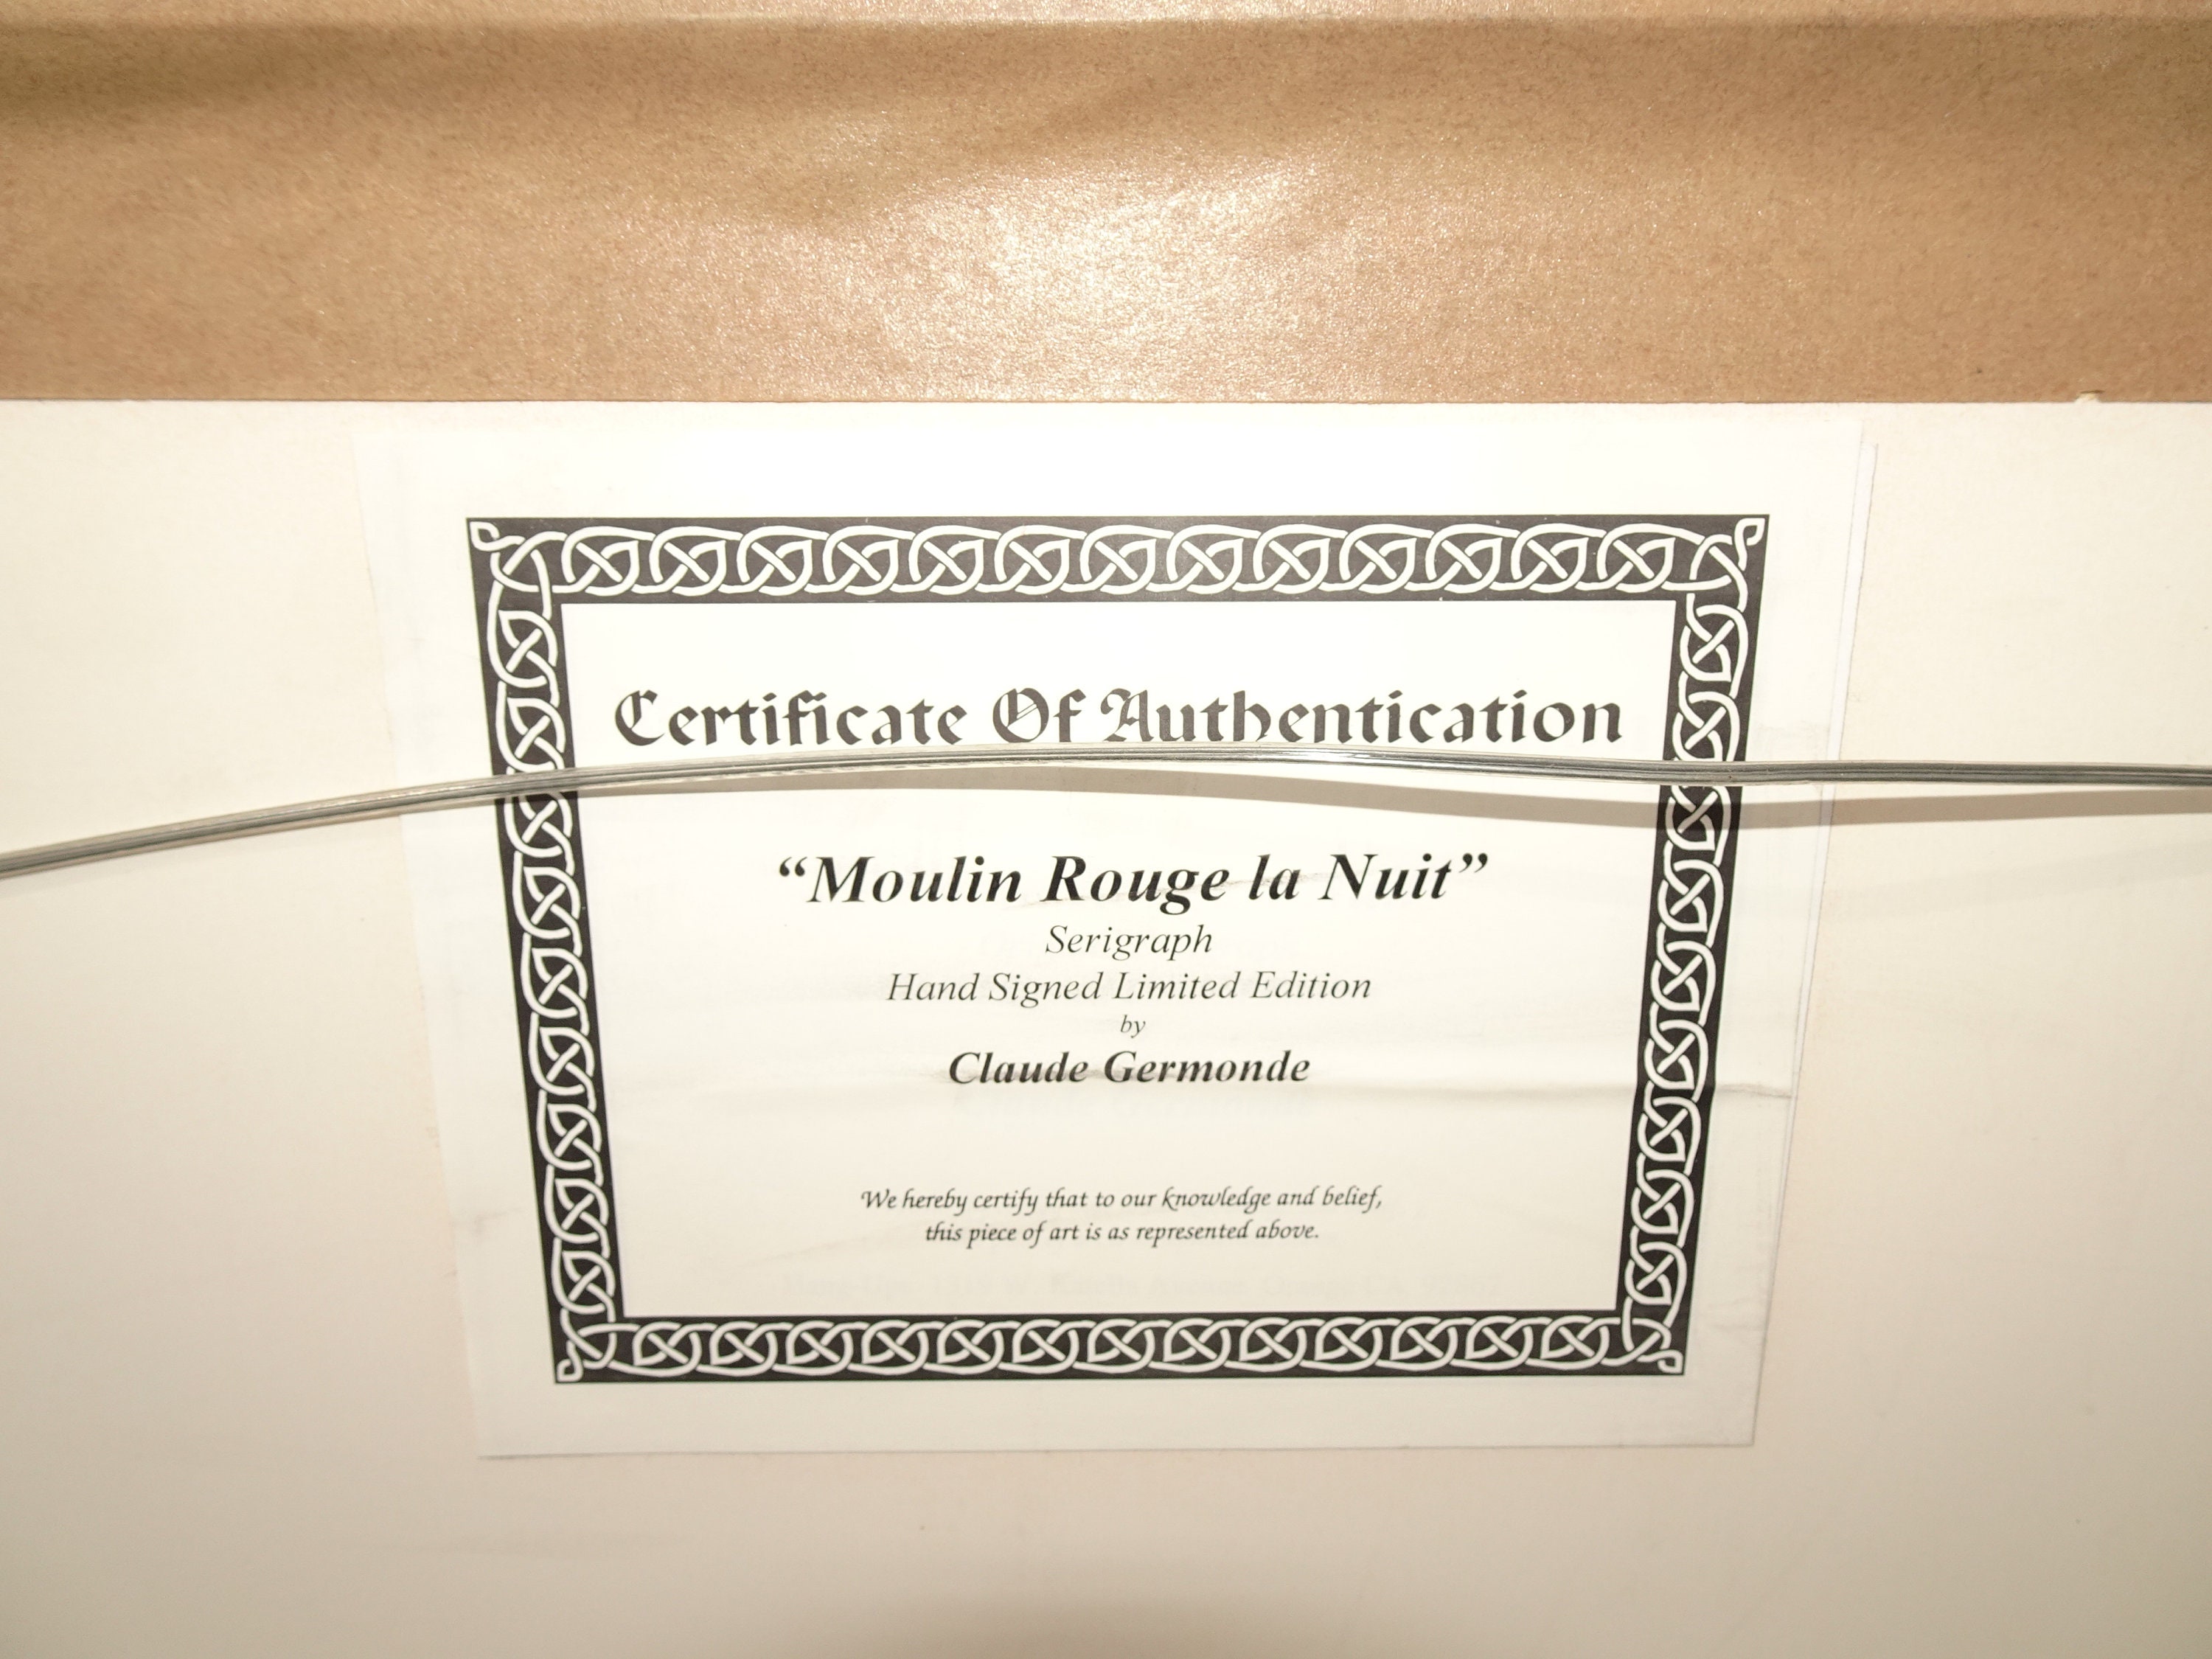 Certificate Of Authentication
“Moulin Rouge la Nuit”
Serigraph
Hand Signed Limited Edition
by
Claude Germonde
We hereby certify that to our knowledge and belief,
this piece of art is as represented above.